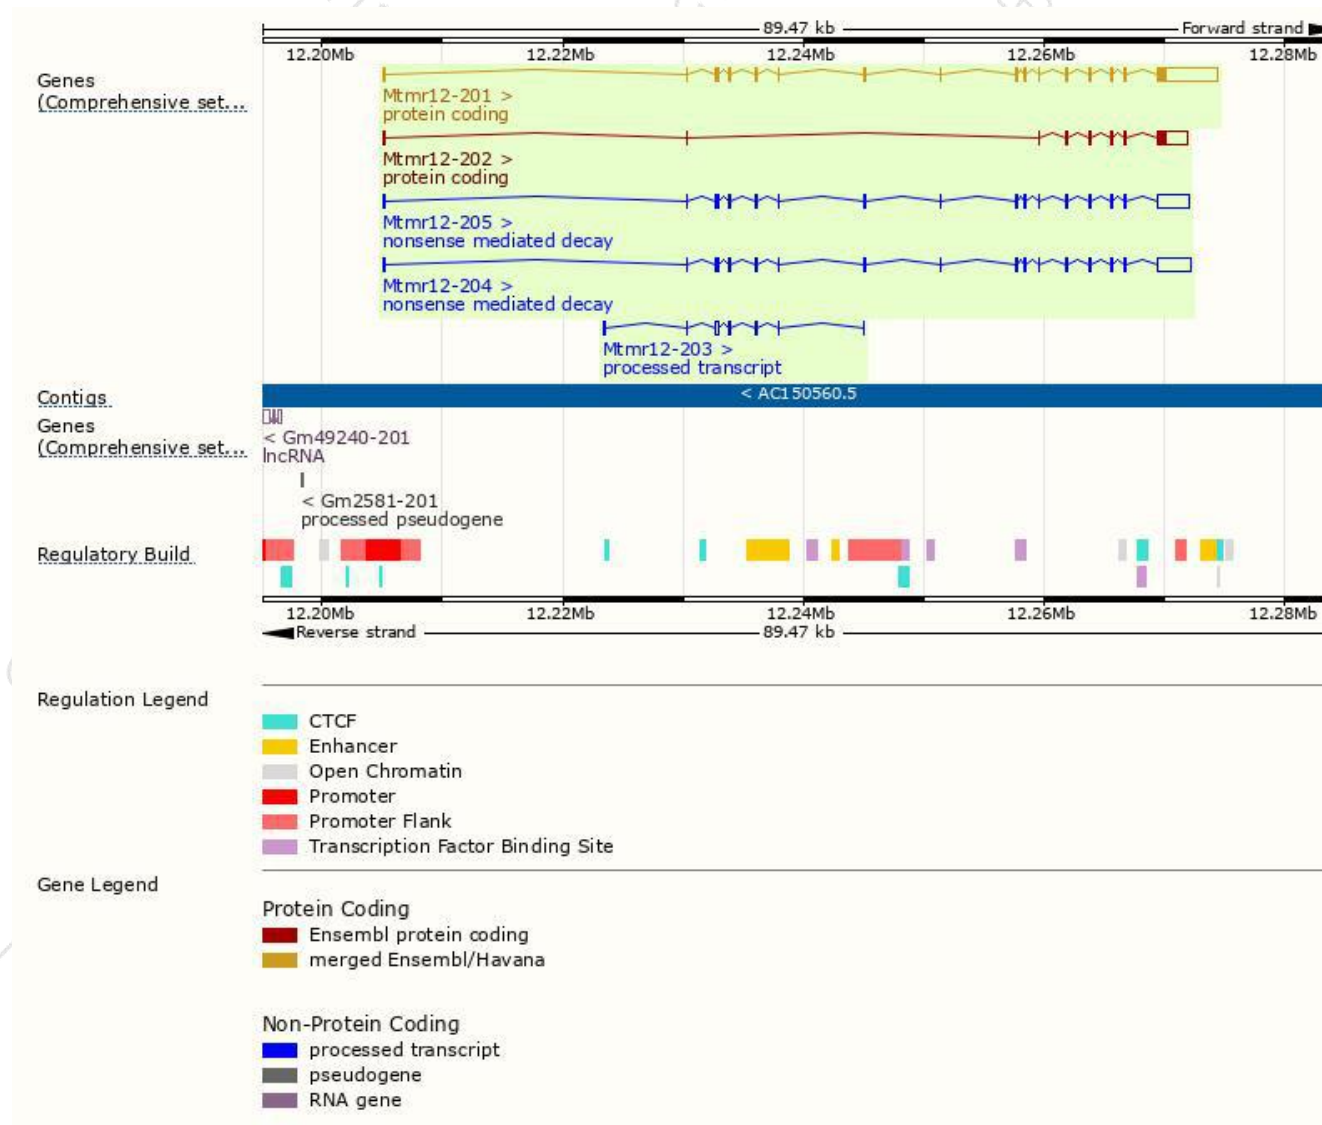 89.47 kb Forward strand
12.20Mb 12.22Mb 12.24Mb 12.26Mb 12.28Mb
Genes
(Comprehensive set...
Mtmr12-201 >
protein coding
Mtmr12-202 >
protein coding
Mtmr12-205 >
nonsense mediated decay
Mtmr12-204 >
nonsense mediated decay
Mtmr12-203 >
processed transcript
Contigs
< AC150560.5
Genes
(Comprehensive set...
< Gm49240-201
lncRNA
< Gm2581-201
processed pseudogene
Regulatory Build
12.20Mb 12.22Mb 12.24Mb 12.26Mb 12.28Mb
Reverse strand 89.47 kb
Regulation Legend
CTCF
Enhancer
Open Chromatin
Promoter
Promoter Flank
Transcription Factor Binding Site
Gene Legend
Protein Coding
Ensembl protein coding
merged Ensembl/Havana
Non-Protein Coding
processed transcript
pseudogene
RNA gene